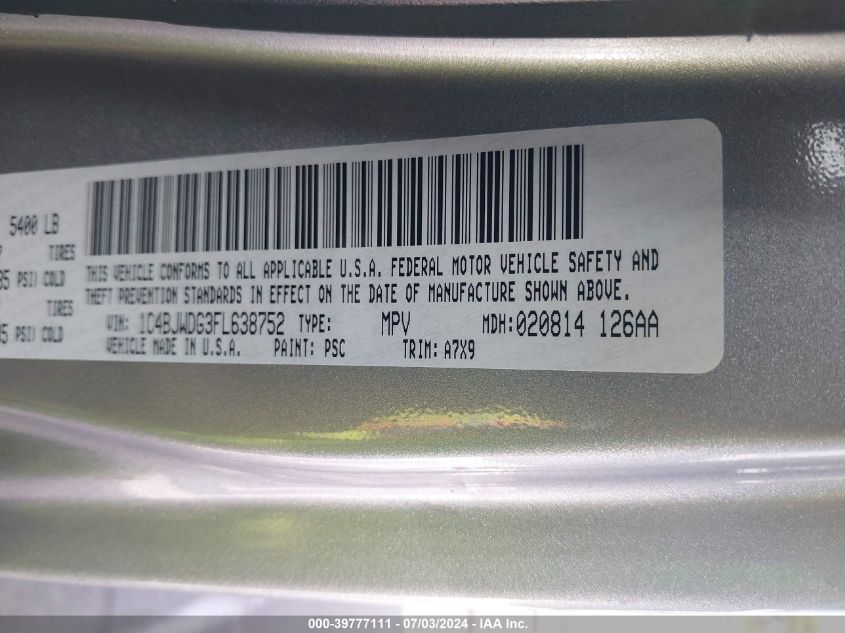 5400 LB
TIRES
PSI) COLD
TIRES
PSI) COLD
THIS VEHICLE CONFORMS TO ALL APPLICABLE U.S.A. FEDERAL MOTOR VEHICLE SAFETY AND
THEFT PREVENTION STANDARDS IN EFFECT ON THE DATE OF MANUFACTURE SHOWN ABOVE.
VIN: 1C4BJWDG3FL638752 TYPE: MPV MDH:020814 126AA
VEHICLE MADE IN U.S.A. PAINT: PSC TRIM: A7X9
000-39777111 - 07/03/2024 - IAA Inc.